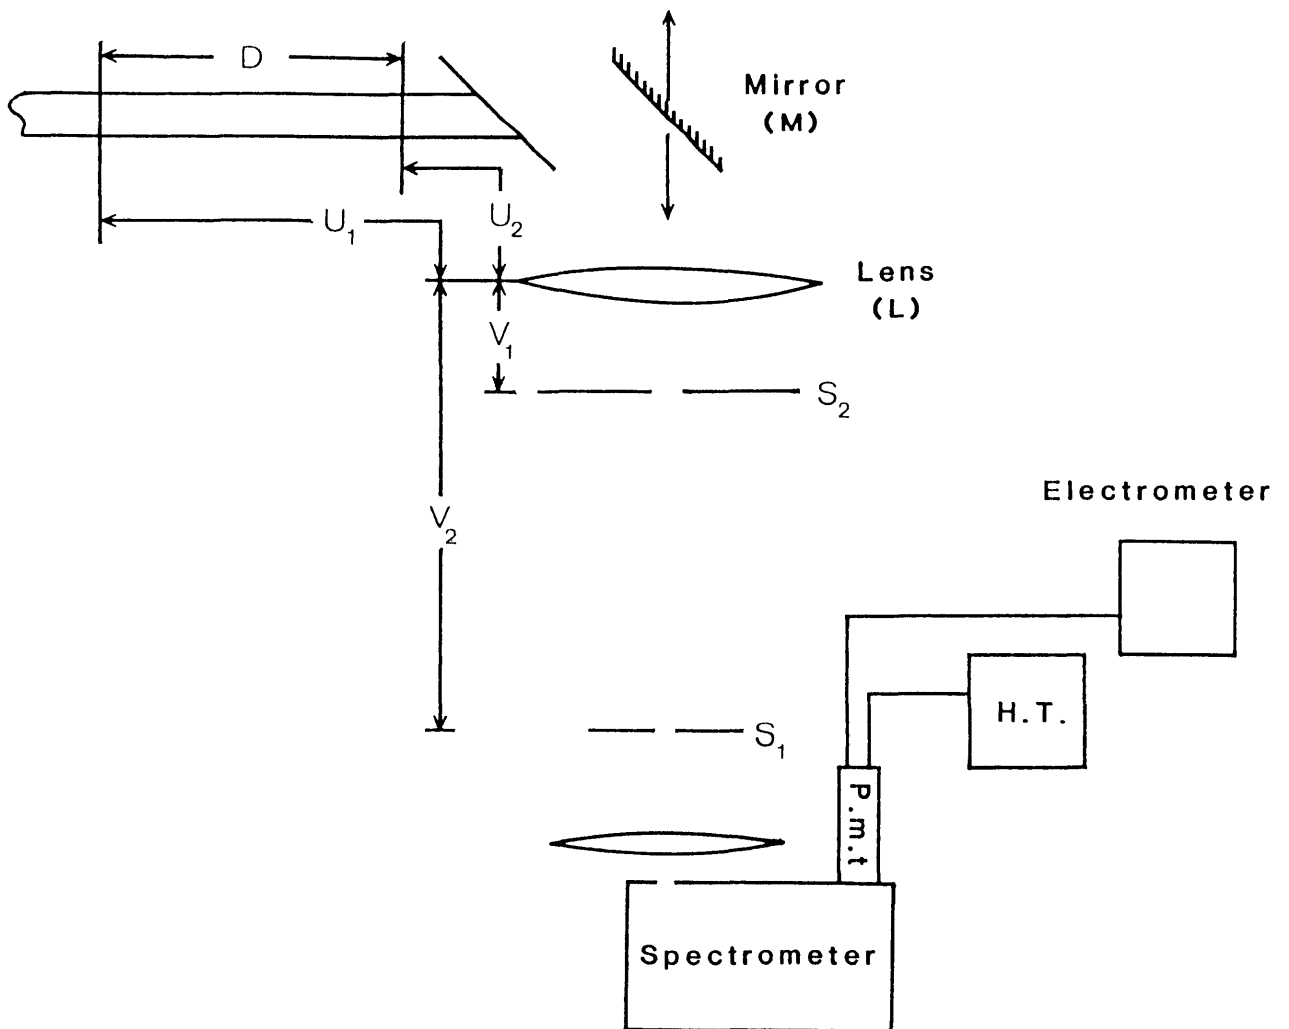 D
Mirror
(M)
U₁
U₂
Lens
(L)
V₁
S₂
Electrometer
V₂
H.T.
S₁
P.m.t
Spectrometer